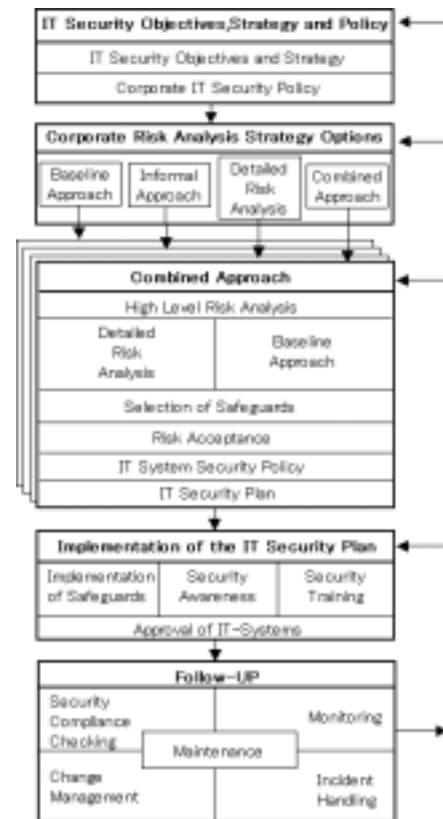 IT Security Objectives,Strategy and Policy
IT Security Objectives and Strategy
Corporate IT Security Policy
Corporate Risk Analysis Strategy Options
Baseline
Approach
Informal
Approach
Detailed
Risk
Analysis
Combined
Approach
Combined Approach
High Level Risk Analysis
Detailed
Risk
Analysis
Baseline
Approach
Selection of Safeguards
Risk Acceptance
IT System Security Policy
IT Security Plan
Implementation of the IT Security Plan
Implementation
of Safeguards
Security
Awareness
Security
Training
Approval of IT-Systems
Follow-UP
Security
Compliance
Checking
Monitoring
Maintenance
Change
Management
Incident
Handling